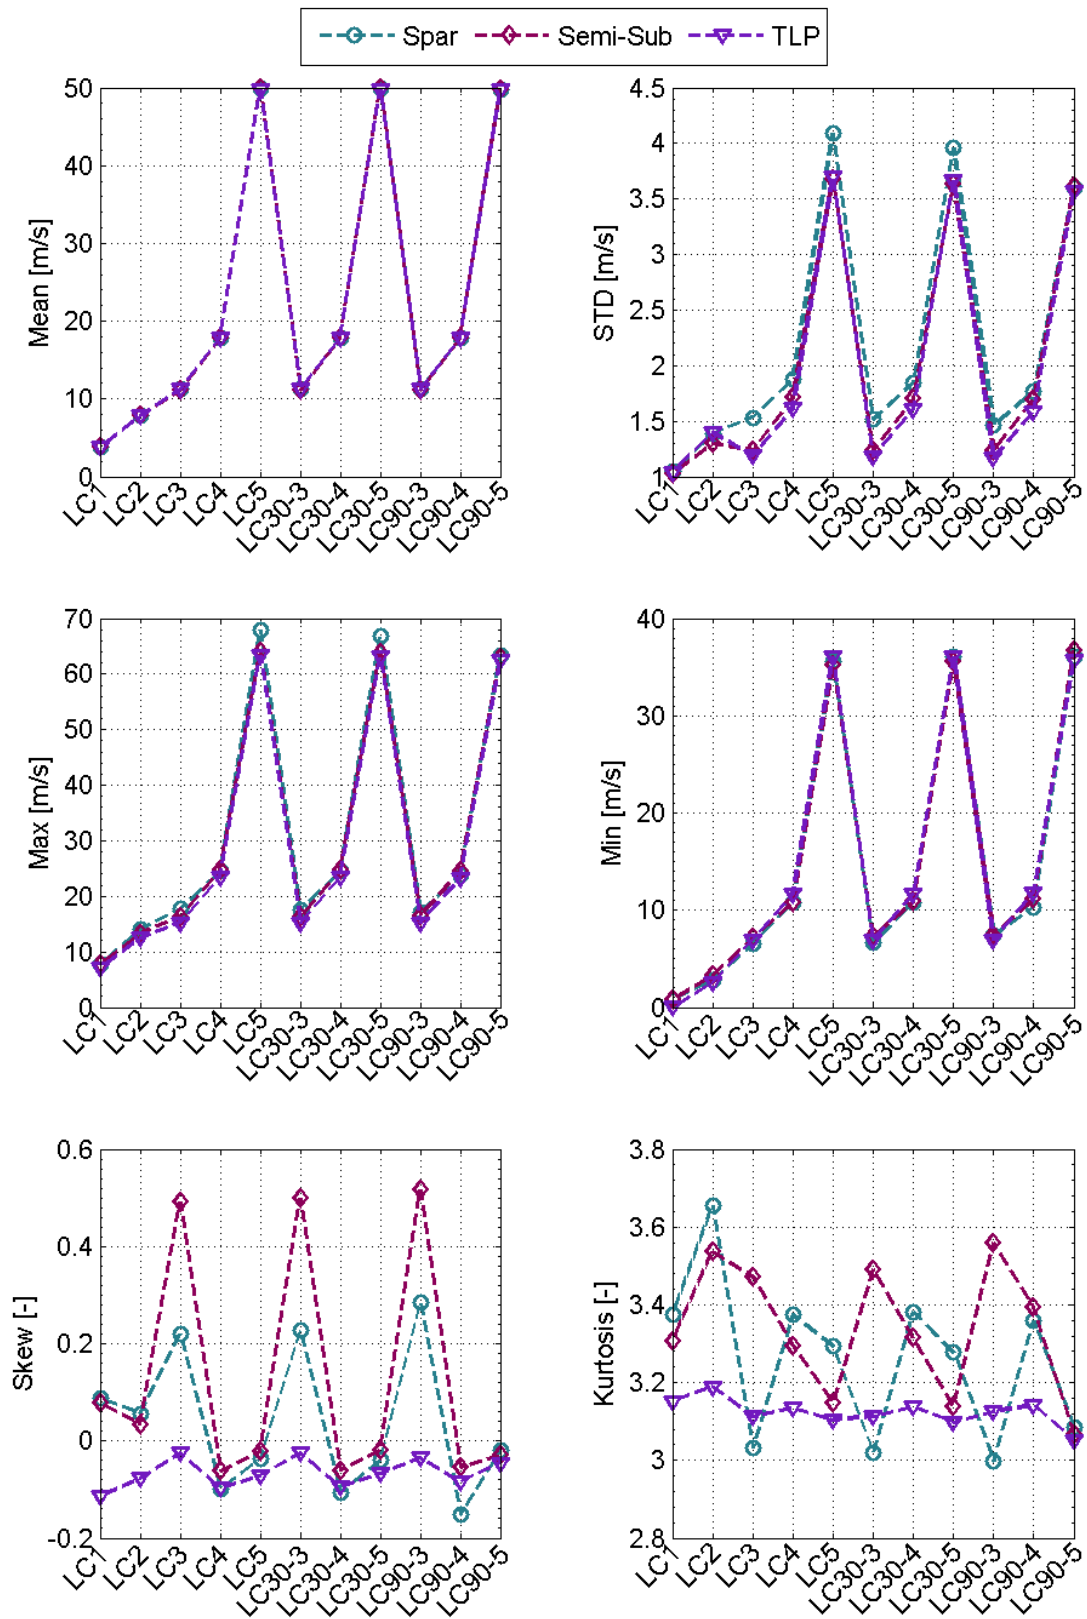 Spar Semi-Sub TLP
Mean [m/s]
50
40
30
20
10
0
LC1 LC2 LC3 LC4 LC5 LC30-3 LC30-4 LC30-5 LC90-3 LC90-4 LC90-5
STD [m/s]
4.5
4
3.5
3
2.5
2
1.5
1
LC1 LC2 LC3 LC4 LC5 LC30-3 LC30-4 LC30-5 LC90-3 LC90-4 LC90-5
Max [m/s]
70
60
50
40
30
20
10
0
LC1 LC2 LC3 LC4 LC5 LC30-3 LC30-4 LC30-5 LC90-3 LC90-4 LC90-5
Min [m/s]
40
30
20
10
0
LC1 LC2 LC3 LC4 LC5 LC30-3 LC30-4 LC30-5 LC90-3 LC90-4 LC90-5
Skew [-]
0.6
0.4
0.2
0
-0.2
LC1 LC2 LC3 LC4 LC5 LC30-3 LC30-4 LC30-5 LC90-3 LC90-4 LC90-5
Kurtosis [-]
3.8
3.6
3.4
3.2
3
2.8
LC1 LC2 LC3 LC4 LC5 LC30-3 LC30-4 LC30-5 LC90-3 LC90-4 LC90-5